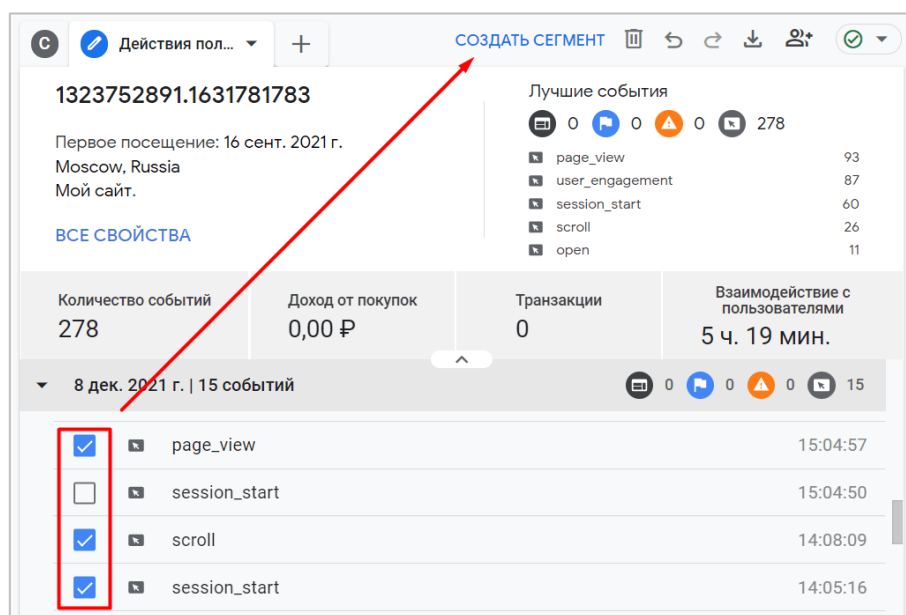 C
Действия пол...
СОЗДАТЬ СЕГМЕНТ
1323752891.1631781783
Первое посещение: 16 сент. 2021 г.
Moscow, Russia
Мой сайт.
ВСЕ СВОЙСТВА
Лучшие события
0 0 0 278
page_view 93
user_engagement 87
session_start 60
scroll 26
open 11
Количество событий
278
Доход от покупок
0,00 ₽
Транзакции
0
Взаимодействие с
пользователями
5 ч. 19 мин.
8 дек. 2021 г. | 15 событий 0 0 0 15
page_view 15:04:57
session_start 15:04:50
scroll 14:08:09
session_start 14:05:16